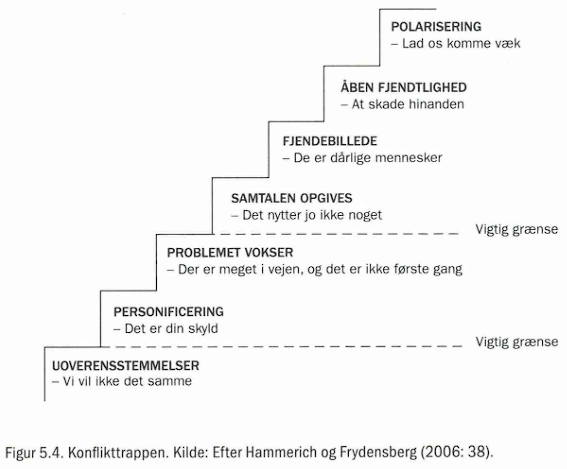 POLARISERING
– Lad os komme væk
ÅBEN FJENDTLIGHED
– At skade hinanden
FJENDEBILLEDE
– De er dårlige mennesker
SAMTALEN OPGIVES
– Det nytter jo ikke noget
Vigtig grænse
PROBLEMET VOKSER
– Der er meget i vejen, og det er ikke første gang
PERSONIFICERING
– Det er din skyld
Vigtig grænse
UOVERENSSTEMMELSER
– Vi vil ikke det samme
Figur 5.4. Konflikttrappen. Kilde: Efter Hammerich og Frydensberg (2006: 38).